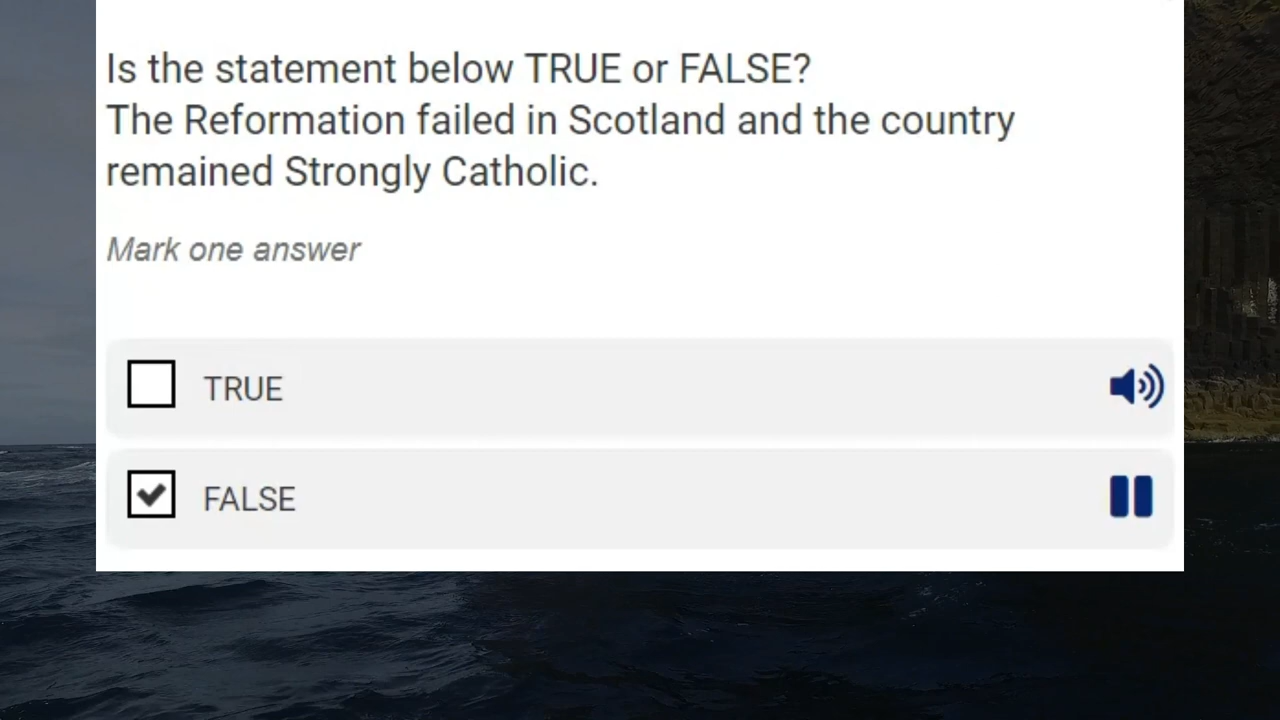 Is the statement below TRUE or FALSE?
The Reformation failed in Scotland and the country
remained Strongly Catholic.
Mark one answer
TRUE
FALSE